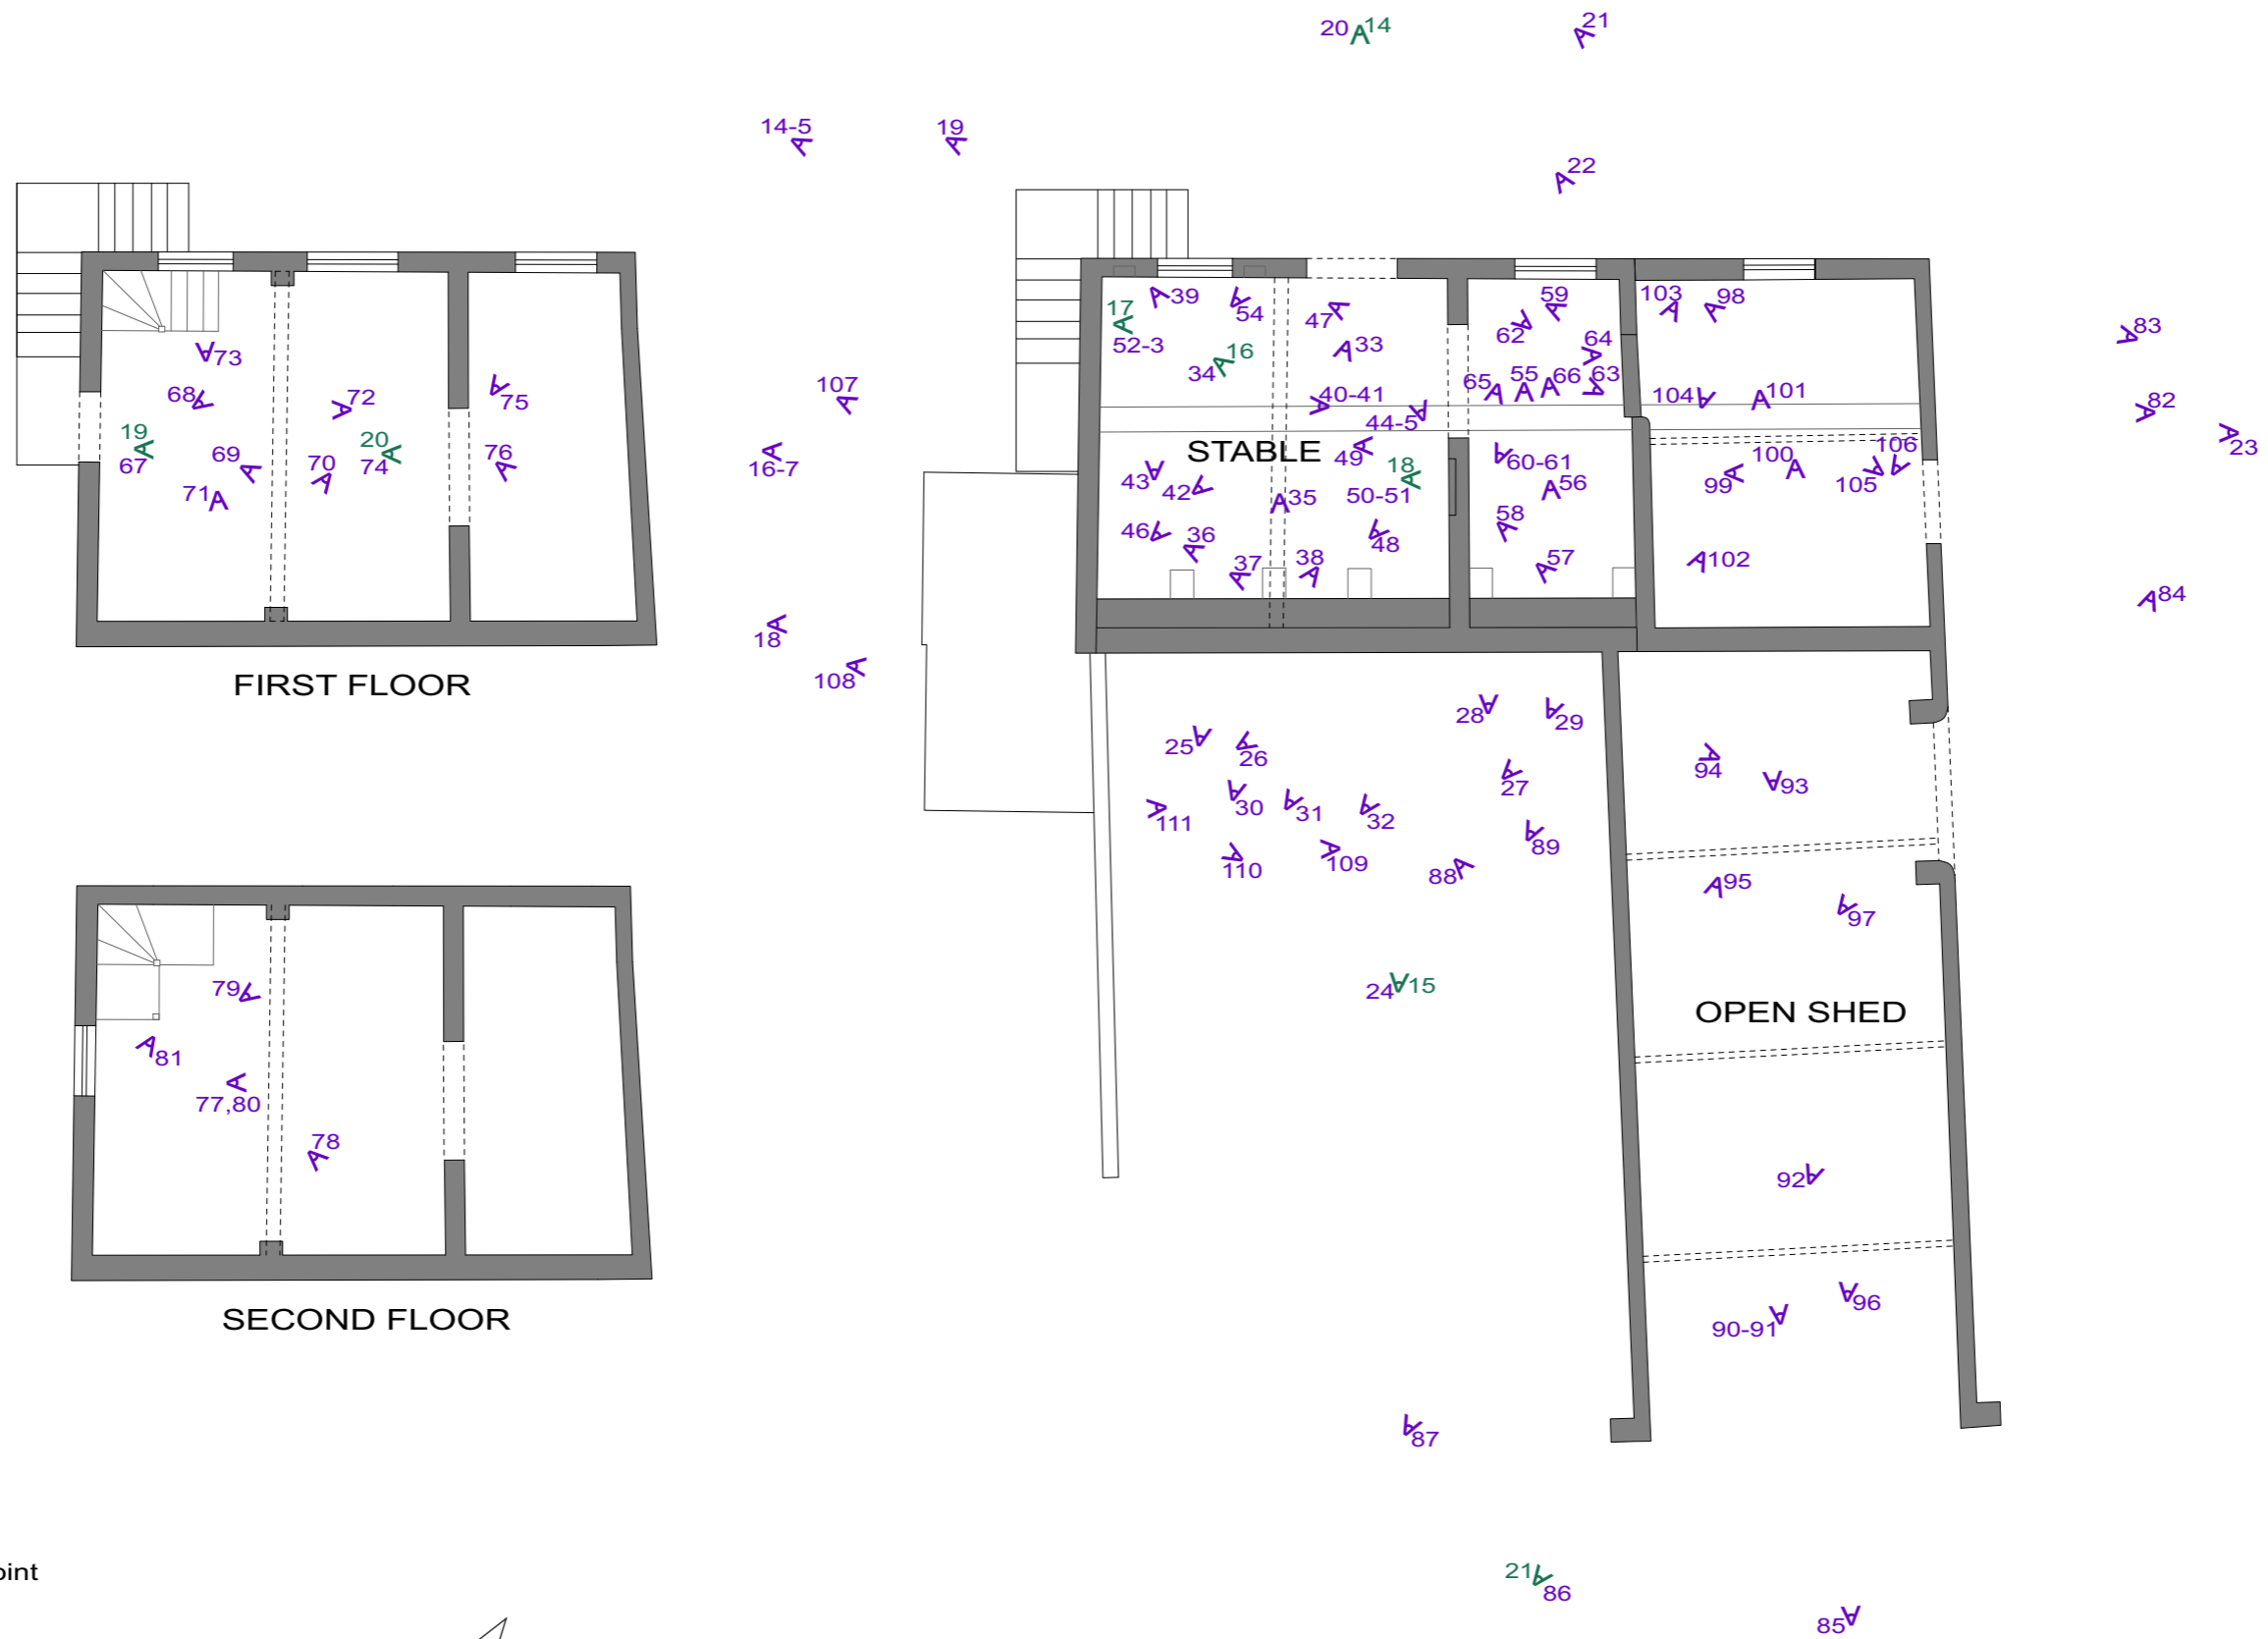 20 A 14
A 21
14-5 A
19 A
A 22
17 A
52-3
A 39
A 54
47 A
A 33
34 A 16
A 40-41
44-5 A
49 A
18 A
50-51
STABLE
43 A
42 A
A 35
46 A
A 36
A 37
A 38
A 48
A 59
62 A
64 A
65 A
55 A
A 66
63 A
A 60-61
A 56
58 A
A 57
103 A
A 98
104 A
A 101
100 A
99 A
105 A
106 A
A 102
A 83
A 82
A 23
A 84
A 73
68 A
A 72
19 A
67
69 A
70 A
20 A
74
71 A
A 75
76 A
FIRST FLOOR
107 A
16-7 A
18 A
108 A
25 A
A 26
28 A
A 29
A 27
A 30
A 31
A 32
A 111
A 110
A 109
88 A
A 89
24 A 15
A 94
A 93
A 95
A 97
OPEN SHED
92 A
A 96
90-91 A
79 A
A 81
A
77,80
78 A
SECOND FLOOR
A 87
21 A 86
85 A
oint